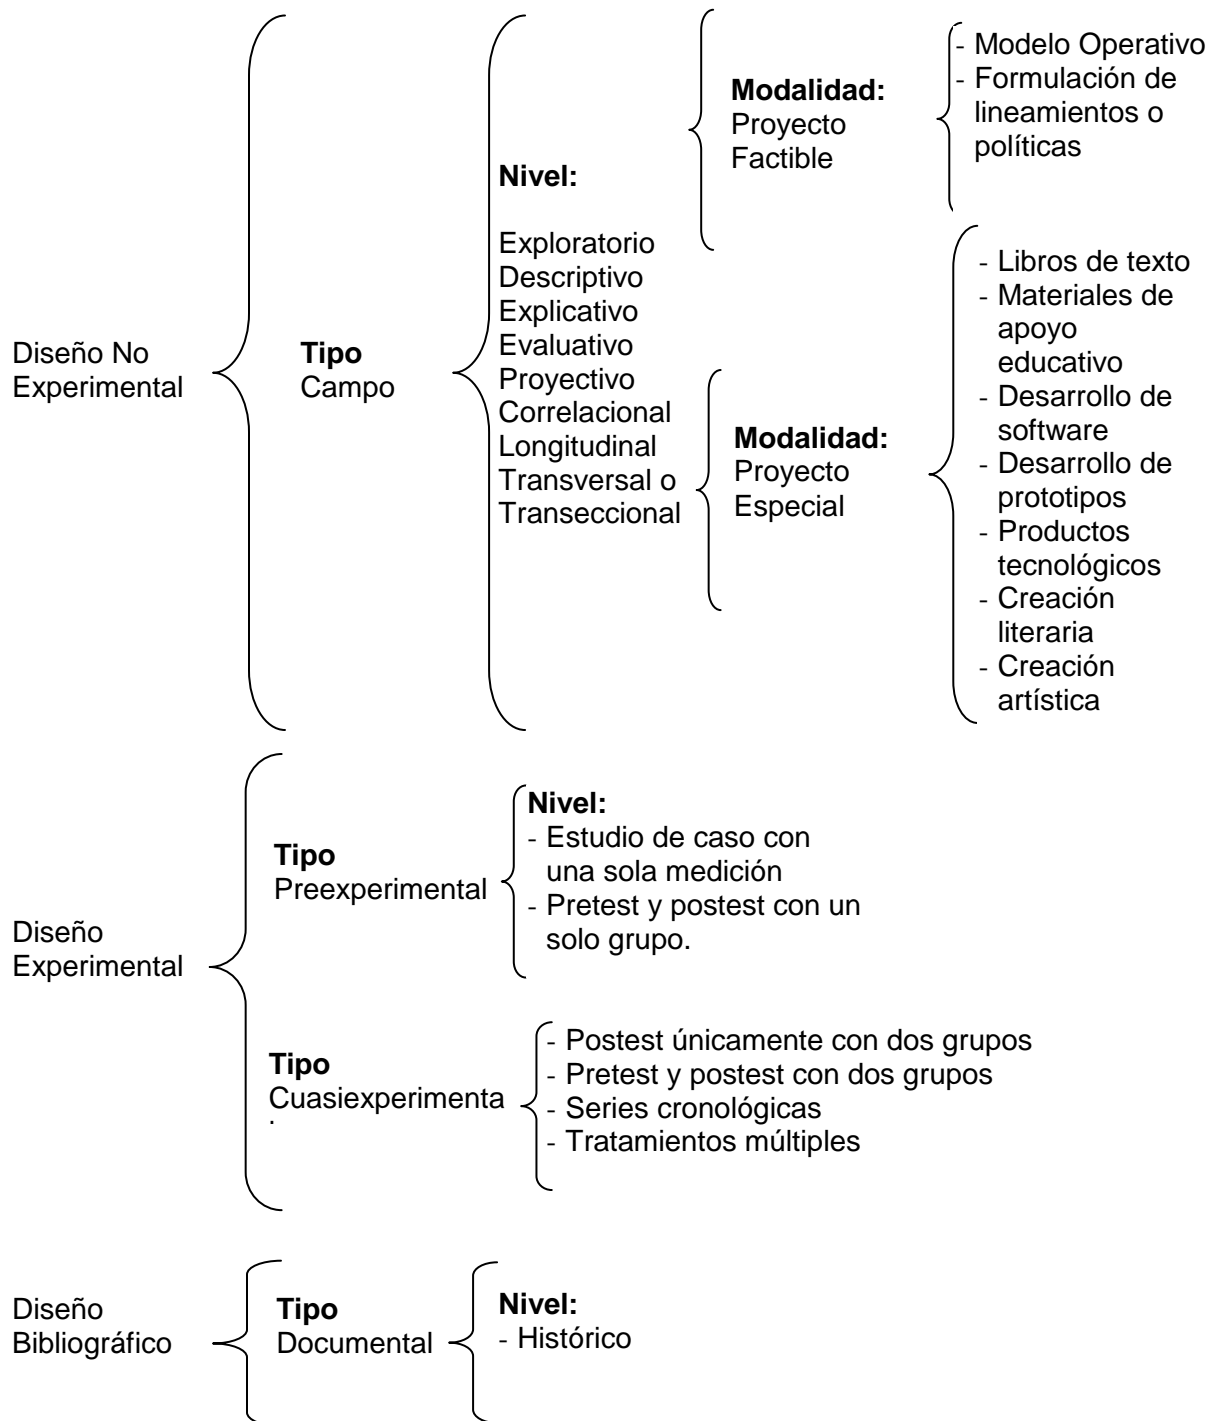 Diseño No
Experimental
Tipo
Campo
Nivel:
Exploratorio
Descriptivo
Explicativo
Evaluativo
Proyectivo
Correlacional
Longitudinal
Transversal o
Transeccional
Modalidad:
Proyecto
Factible
- Modelo Operativo
- Formulación de
lineamientos o
políticas
Modalidad:
Proyecto
Especial
- Libros de texto
- Materiales de
apoyo
educativo
- Desarrollo de
software
- Desarrollo de
prototipos
- Productos
tecnológicos
- Creación
literaria
- Creación
artística
Diseño
Experimental
Tipo
Preexperimental
Nivel:
- Estudio de caso con
una sola medición
- Pretest y postest con un
solo grupo.
Tipo
Cuasiexperimenta
- Postest únicamente con dos grupos
- Pretest y postest con dos grupos
- Series cronológicas
- Tratamientos múltiples
Diseño
Bibliográfico
Tipo
Documental
Nivel:
- Histórico